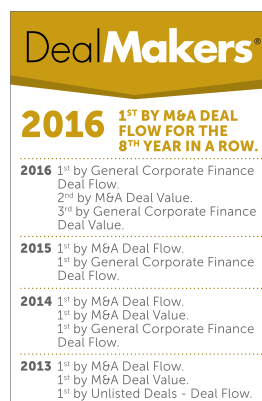 DealMakers®
2016 1ST BY M&A DEAL
FLOW FOR THE
8TH YEAR IN A ROW.
2016 1st by General Corporate Finance
Deal Flow.
2nd by M&A Deal Value.
3rd by General Corporate Finance
Deal Value.
2015 1st by M&A Deal Flow.
1st by General Corporate Finance
Deal Flow.
2014 1st by M&A Deal Flow.
1st by M&A Deal Value.
1st by General Corporate Finance
Deal Flow.
2013 1st by M&A Deal Flow.
1st by M&A Deal Value.
1st by Unlisted Deals - Deal Flow.